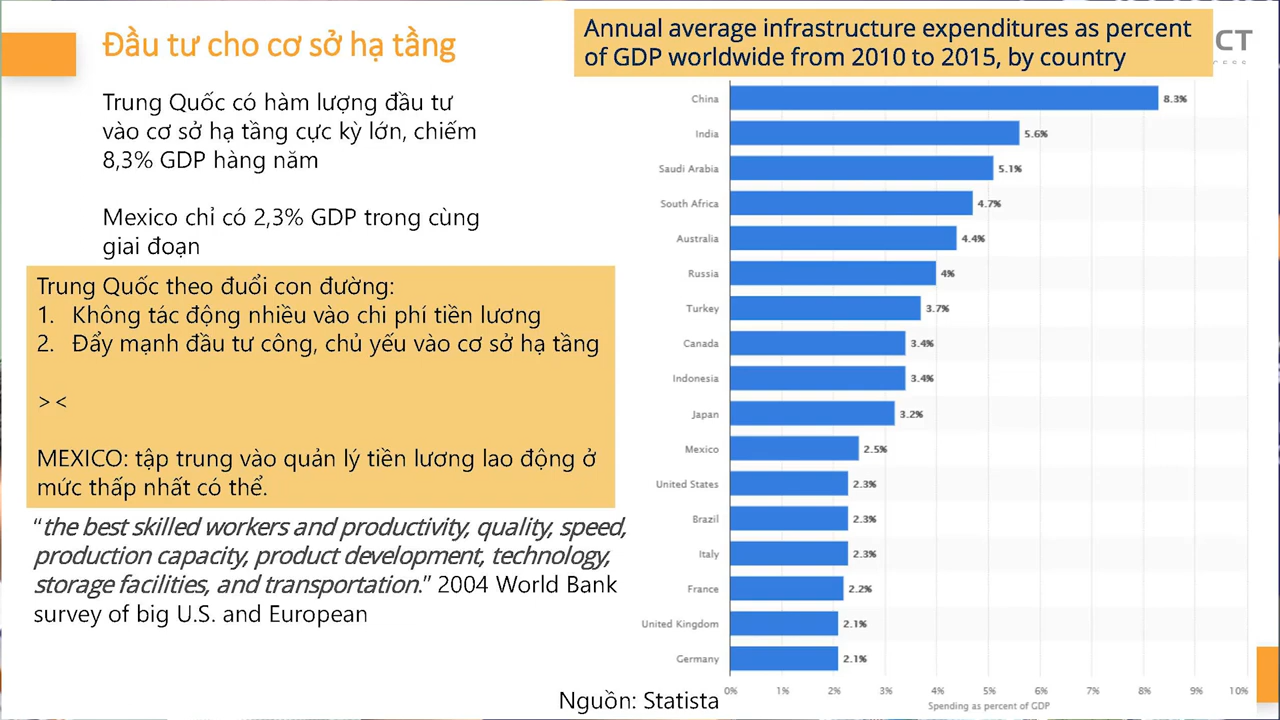 Đầu tư cho cơ sở hạ tầng
Trung Quốc có hàm lượng đầu tư
vào cơ sở hạ tầng cực kỳ lớn, chiếm
8,3% GDP hàng năm
Mexico chỉ có 2,3% GDP trong cùng
giai đoạn
Trung Quốc theo đuổi con đường:
1. Không tác động nhiều vào chi phí tiền lương
2. Đẩy mạnh đầu tư công, chủ yếu vào cơ sở hạ tầng
><
MEXICO: tập trung vào quản lý tiền lương lao động ở
mức thấp nhất có thể.
“the best skilled workers and productivity, quality, speed,
production capacity, product development, technology,
storage facilities, and transportation.” 2004 World Bank
survey of big U.S. and European
Annual average infrastructure expenditures as percent
of GDP worldwide from 2010 to 2015, by country
CT
China 8.3%
India 5.6%
Saudi Arabia 5.1%
South Africa 4.7%
Australia 4.4%
Russia 4%
Turkey 3.7%
Canada 3.4%
Indonesia 3.4%
Japan 3.2%
Mexico 2.5%
United States 2.3%
Brazil 2.3%
Italy 2.3%
France 2.2%
United Kingdom 2.1%
Germany 2.1%
0% 1% 2% 3% 4% 5% 6% 7% 8% 9% 10%
Spending as percent of GDP
Nguồn: Statista